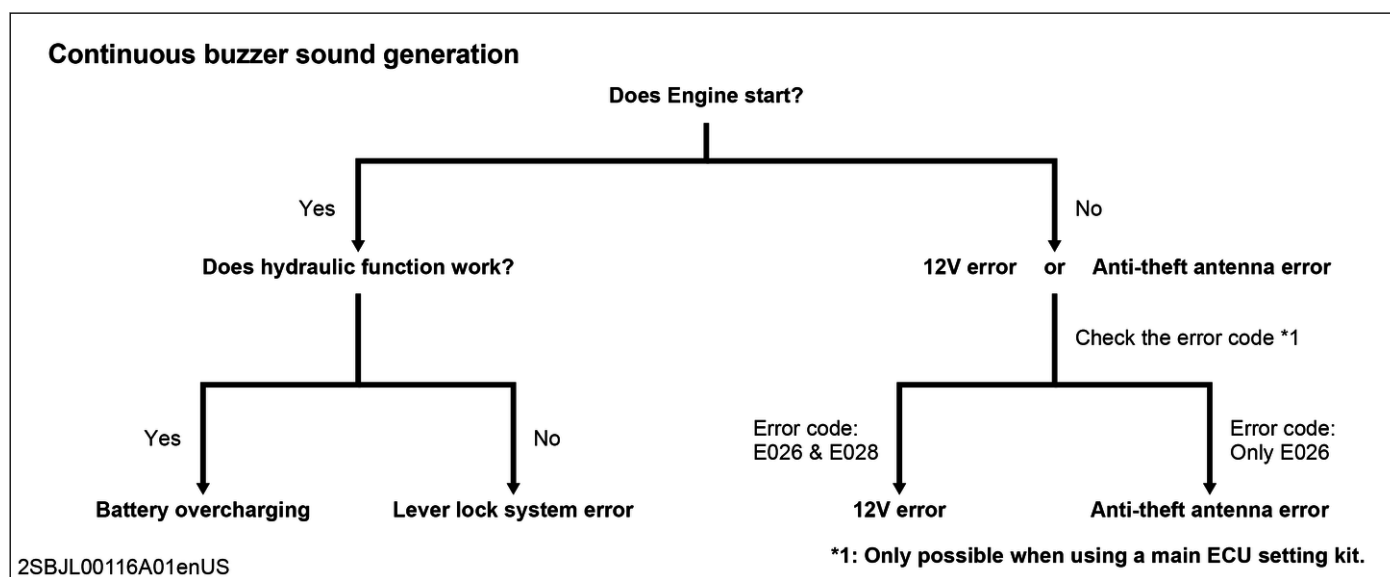 Continuous buzzer sound generation
Does Engine start?
Yes
No
Does hydraulic function work?
12V error or Anti-theft antenna error
Check the error code *1
Yes
No
Error code:
E026 & E028
Error code:
Only E026
Battery overcharging
Lever lock system error
12V error
Anti-theft antenna error
*1: Only possible when using a main ECU setting kit.
2SBJL00116A01enUS